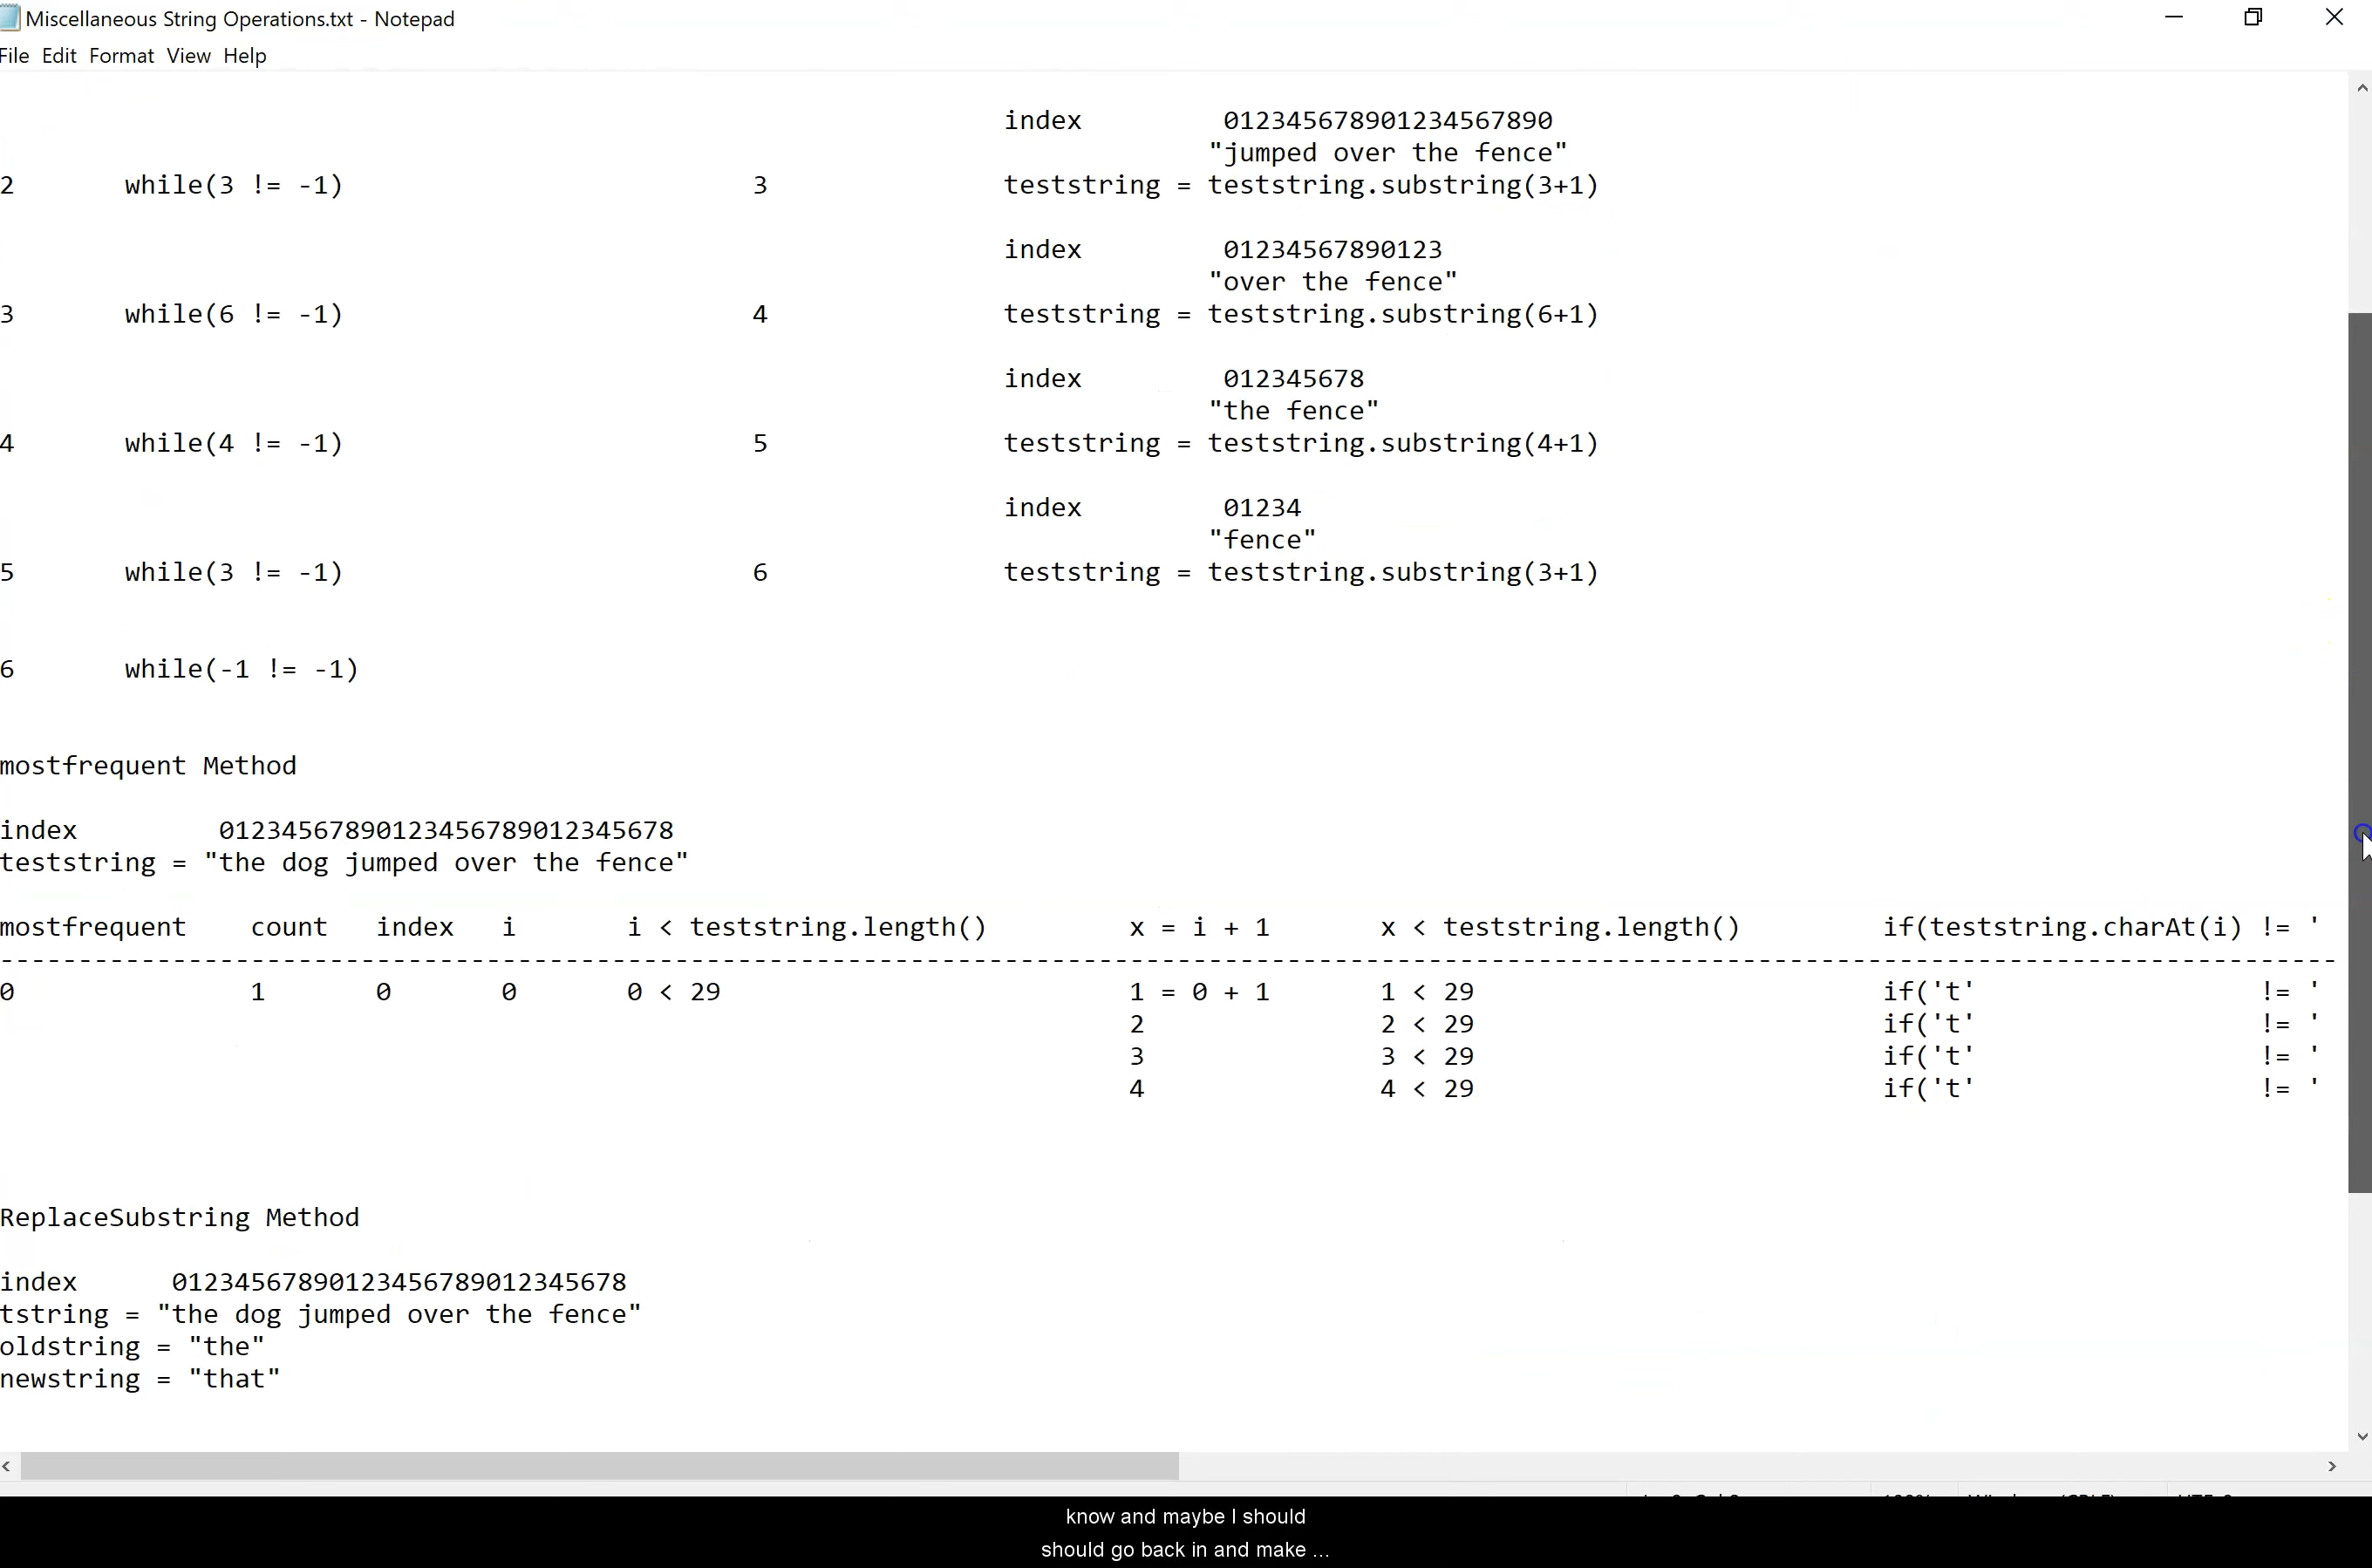 Miscellaneous String Operations.txt - Notepad
File Edit Format View Help
index 012345678901234567890
"jumped over the fence"
2 while(3 != -1) 3 teststring = teststring.substring(3+1)
index 01234567890123
"over the fence"
3 while(6 != -1) 4 teststring = teststring.substring(6+1)
index 012345678
"the fence"
4 while(4 != -1) 5 teststring = teststring.substring(4+1)
index 01234
"fence"
5 while(3 != -1) 6 teststring = teststring.substring(3+1)
6 while(-1 != -1)
mostfrequent Method
index 01234567890123456789012345678
teststring = "the dog jumped over the fence"
mostfrequent count index i i < teststring.length() x = i + 1 x < teststring.length() if(teststring.charAt(i) != '
-----------------------------------------------------------------------------------------------------------------------------------------------------
0 1 0 0 0 < 29 1 = 0 + 1 1 < 29 if('t' != '
2 2 < 29 if('t' != '
3 3 < 29 if('t' != '
4 4 < 29 if('t' != '
ReplaceSubstring Method
index 01234567890123456789012345678
tstring = "the dog jumped over the fence"
oldstring = "the"
newstring = "that"
know and maybe I should
should go back in and make ...